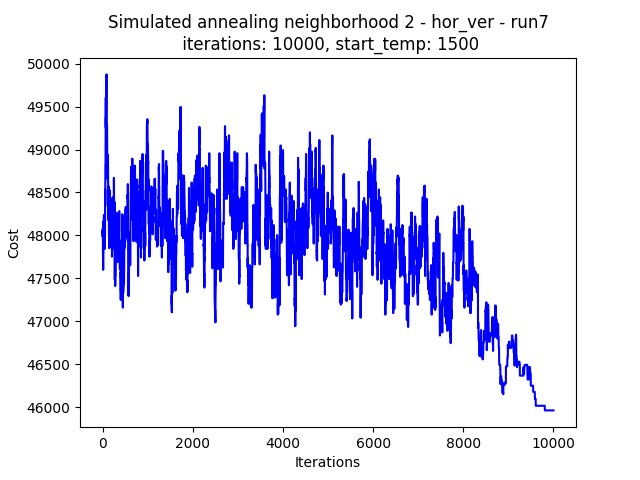 Simulated annealing neighborhood 2 - hor_ver - run7
iterations: 10000, start_temp: 1500
50000
49500
49000
48500
48000
47500
47000
46500
46000
Cost
0 2000 4000 6000 8000 10000
Iterations